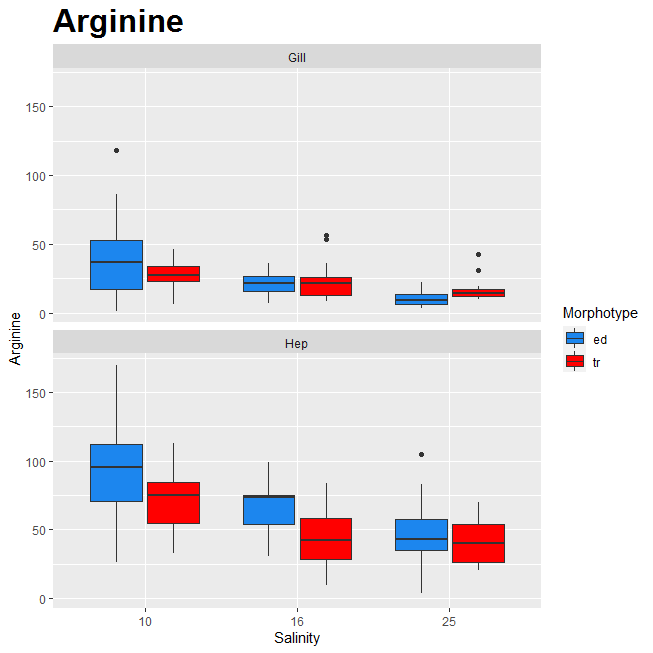 Arginine
Gill
150
100
50
0
Hep
150
100
50
0
Arginine
10 16 25
Salinity
Morphotype
ed
tr